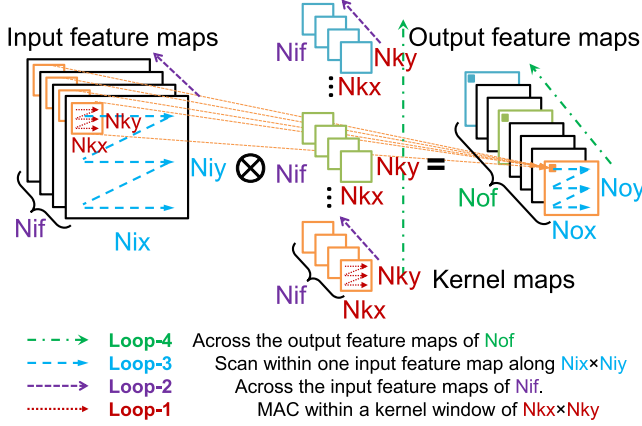 Input feature maps
Nif
Nky
Nkx
Output feature maps
Nky
Nkx
Niy
⊗
Nif
Nky
Nkx
=
Noy
Nof
Nox
Nif
Nix
Nif
Nky
Nkx
Kernel maps
Loop-4 Across the output feature maps of Nof
Loop-3 Scan within one input feature map along Nix×Niy
Loop-2 Across the input feature maps of Nif.
Loop-1 MAC within a kernel window of Nkx×Nky